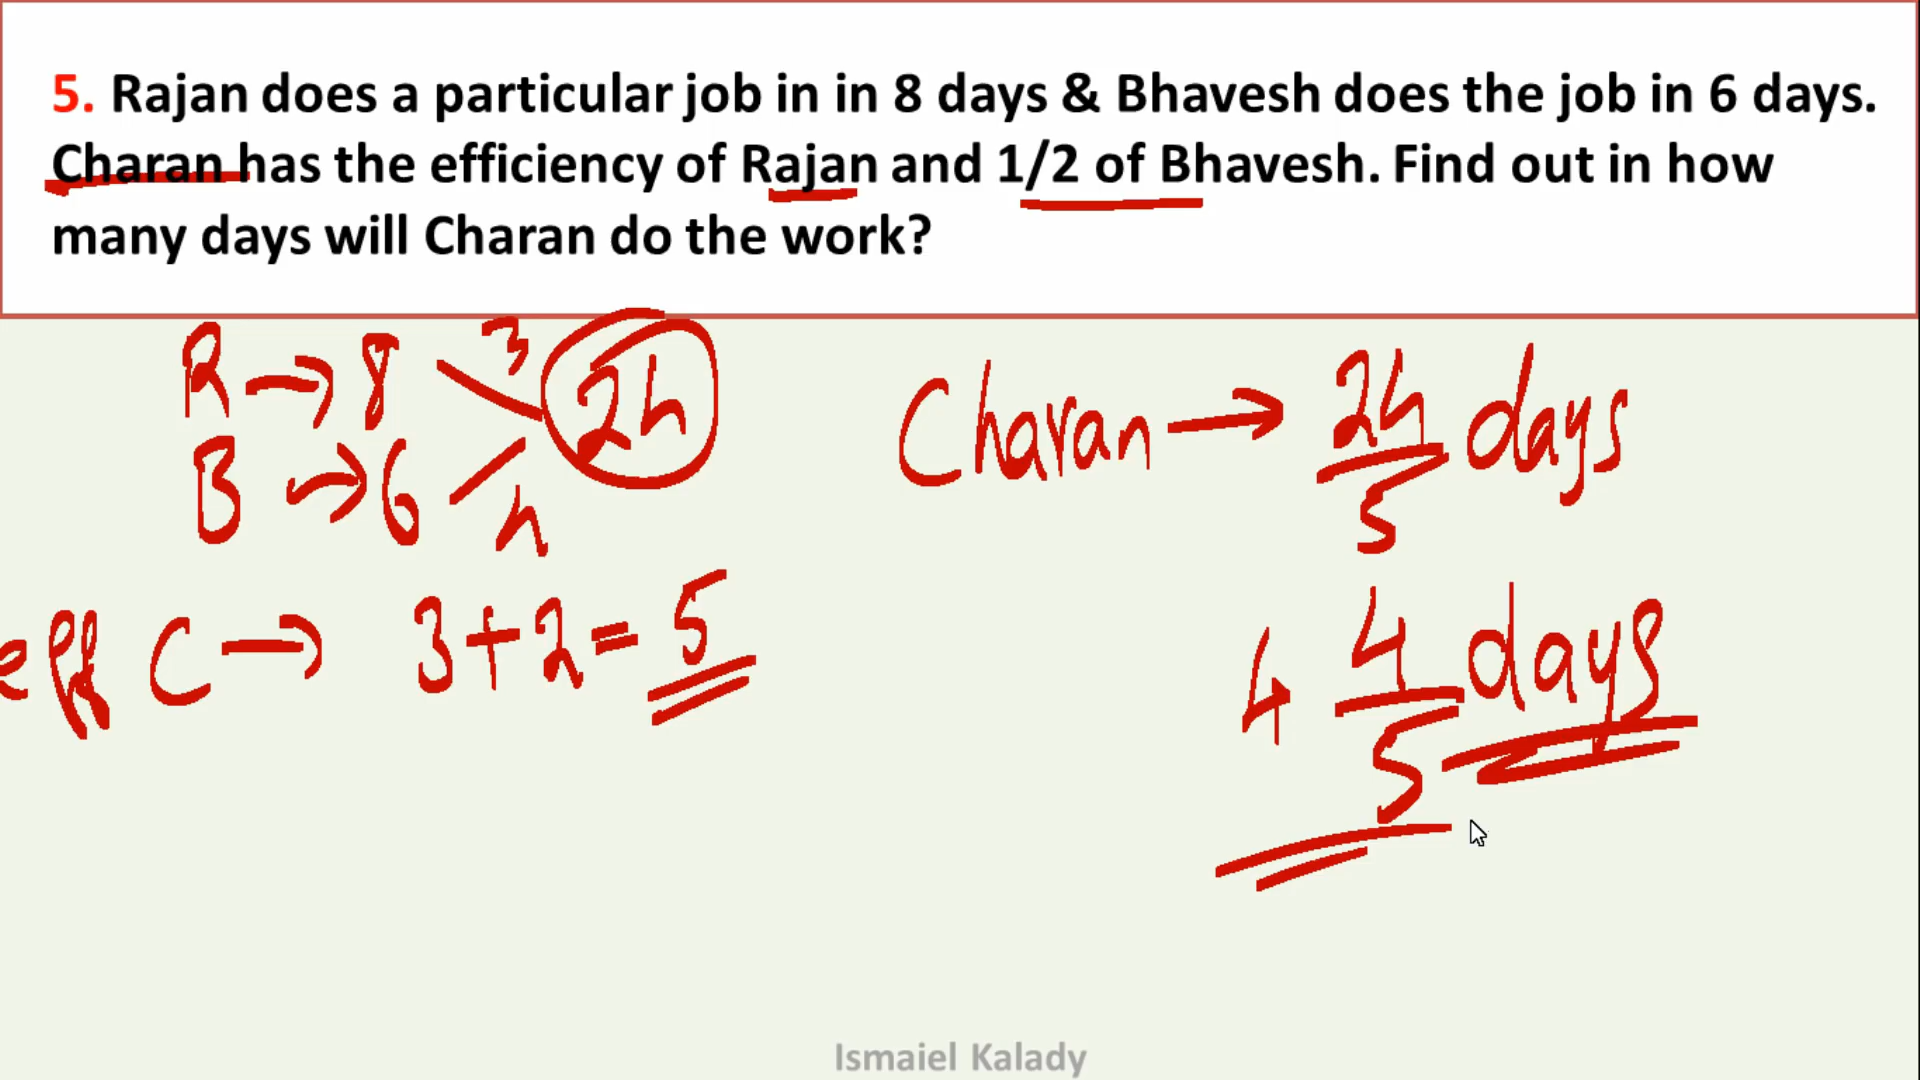 5. Rajan does a particular job in in 8 days & Bhavesh does the job in 6 days.
Charan has the efficiency of Rajan and 1/2 of Bhavesh. Find out in how
many days will Charan do the work?
R → 8 3 24
B → 6 4
eff C → 3+2=5
Charan → 24/5 days
4 4/5 days
Ismaiel Kalady